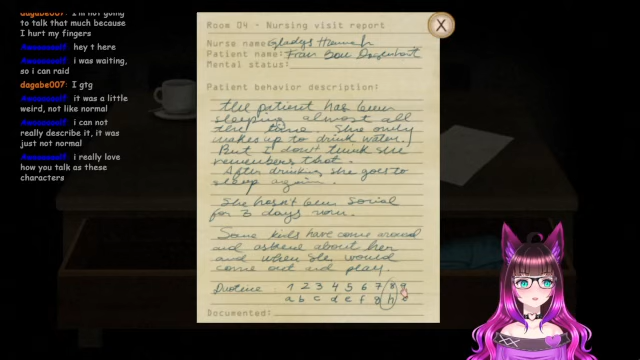 dagabe007: I'm not going
to talk that much because
I hurt my fingers
hey t here
i was waiting,
so i can raid
dagabe007: I gtg
it was a little
weird, not like normal
i can not
really describe it, it was
just not normal
i really love
how you talk as these
characters
Room 04 - Nursing visit report
Nurse name: Gladys
Patient name: Fran Bow
Mental status:
Patient behavior description:
The patient has been
sleeping almost all
the time. She only
wakes up to drink water.
But I don't think she
remembers that.
After drinking she goes to
sleep again.
She hasn't been social
for 3 days now.
Some kids have come around
and asked about her
and when she would
come out and play.
1 2 3 4 5 6 7 8 9
a b c d e f g h
Documented:
X